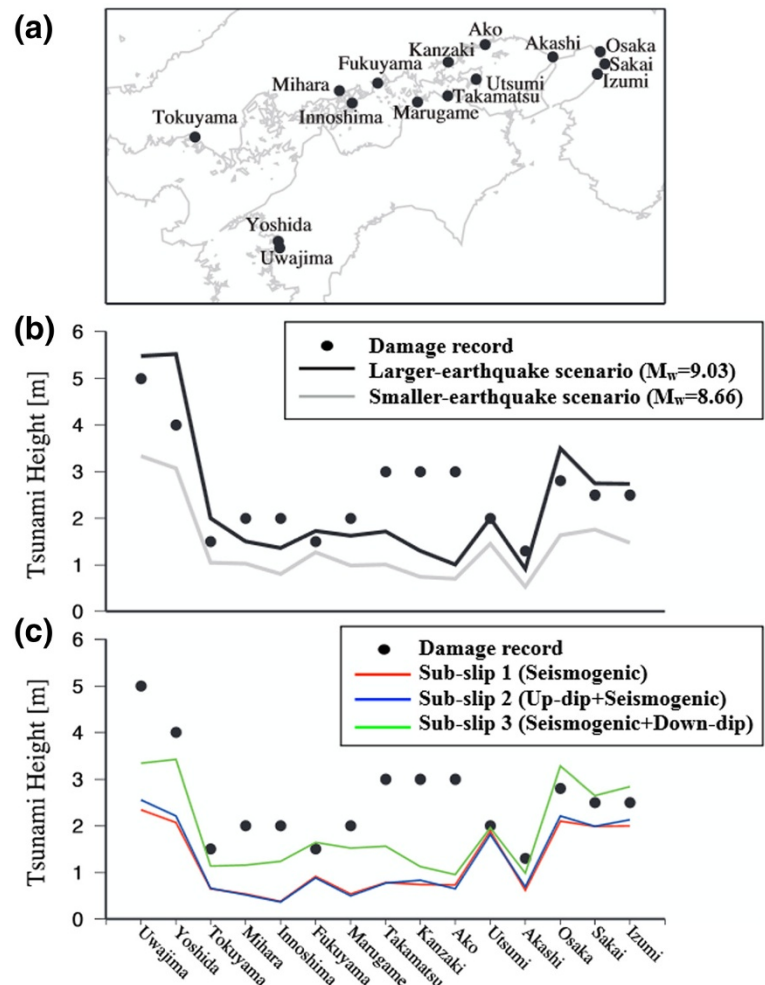 (a)
Ako
Kanzaki
Akashi
Osaka
Fukuyama
Sakai
Mihara
Utsumi
Izumi
Takamatsu
Tokuyama
Innoshima
Marugame
Yoshida
Uwajima
(b)
Tsunami Height [m]
6
5
4
3
2
1
0
Damage record
Larger-earthquake scenario (Mw=9.03)
Smaller-earthquake scenario (Mw=8.66)
(c)
Tsunami Height [m]
6
5
4
3
2
1
0
Damage record
Sub-slip 1 (Seismogenic)
Sub-slip 2 (Up-dip+Seismogenic)
Sub-slip 3 (Seismogenic+Down-dip)
Uwajima
Yoshida
Tokuyama
Mihara
Innoshima
Fukuyama
Marugame
Takamatsu
Kanzaki
Ako
Utsumi
Akashi
Osaka
Sakai
Izumi